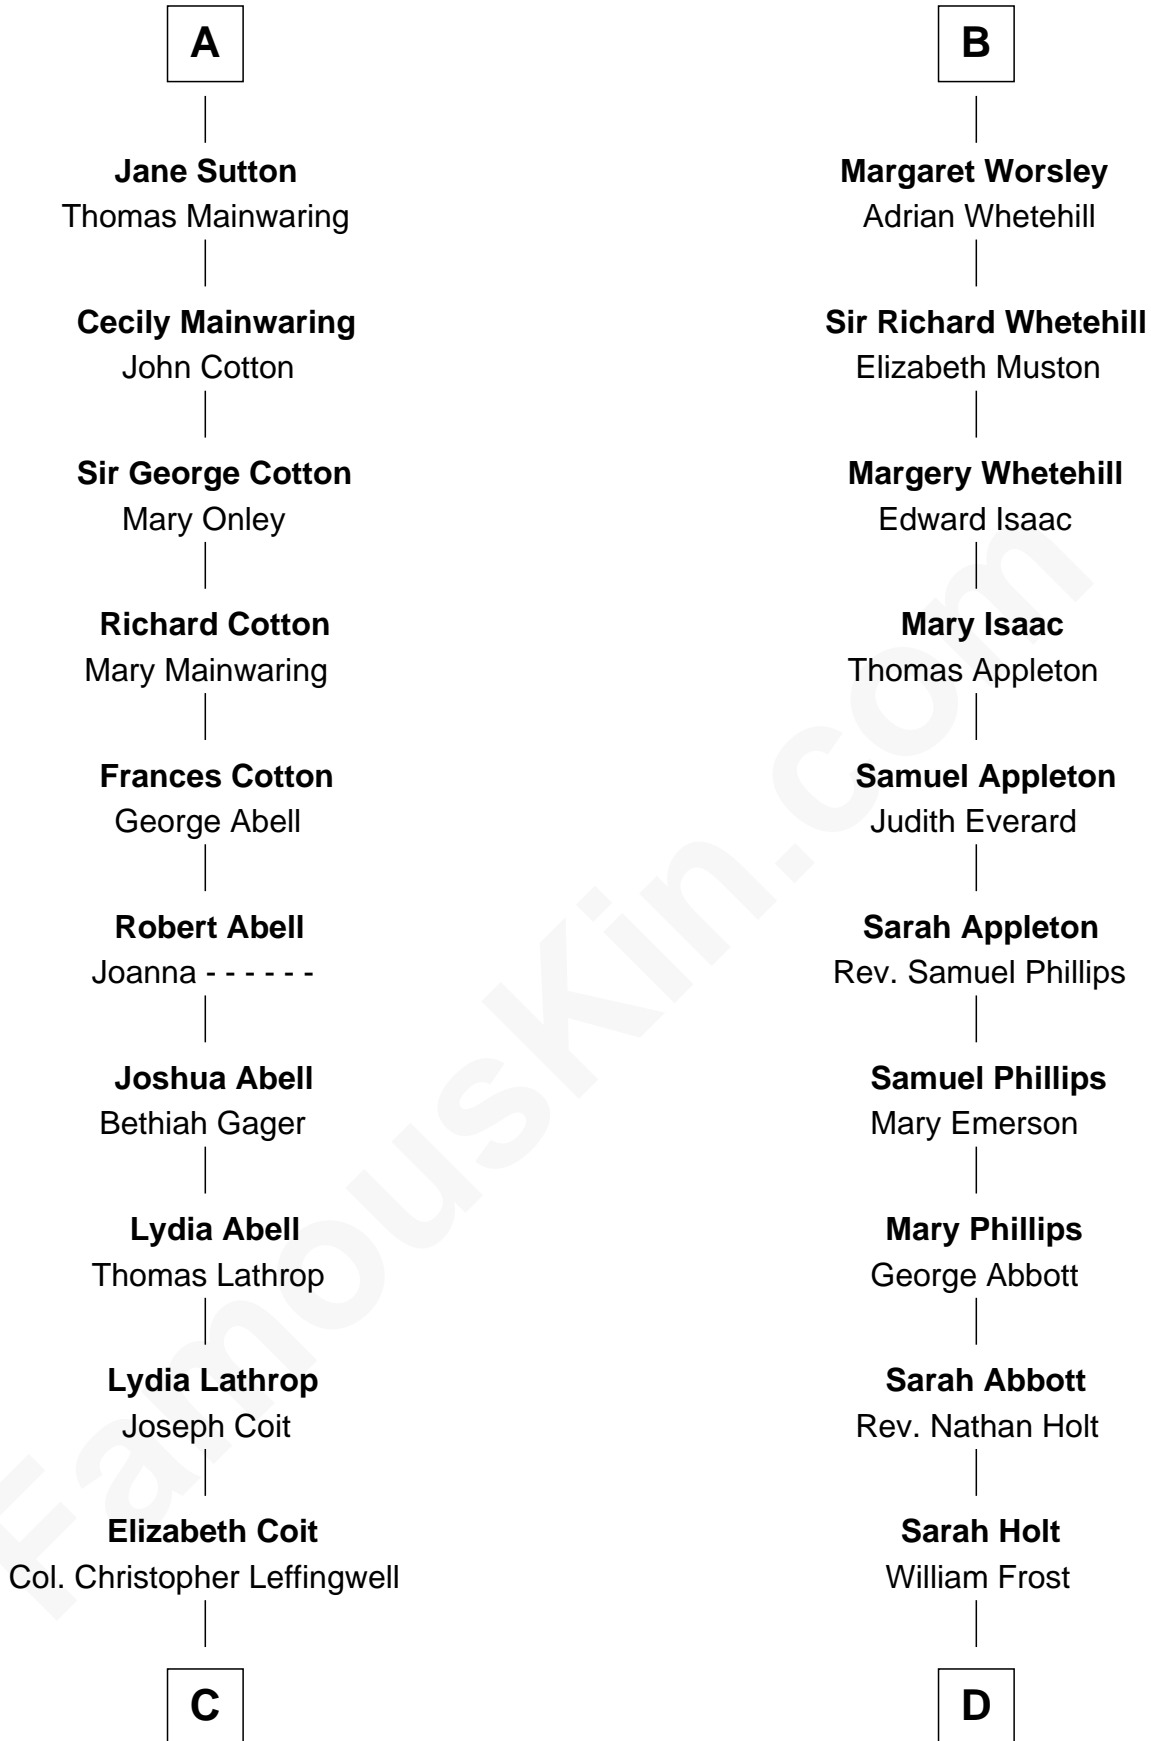 A
Jane Sutton
Thomas Mainwaring
Cecily Mainwaring
John Cotton
Sir George Cotton
Mary Onley
Richard Cotton
Mary Mainwaring
Frances Cotton
George Abell
Robert Abell
Joanna - - - - - -
Joshua Abell
Bethiah Gager
Lydia Abell
Thomas Lathrop
Lydia Lathrop
Joseph Coit
Elizabeth Coit
Col. Christopher Leffingwell
C
B
Margaret Worsley
Adrian Whetehill
Sir Richard Whetehill
Elizabeth Muston
Margery Whetehill
Edward Isaac
Mary Isaac
Thomas Appleton
Samuel Appleton
Judith Everard
Sarah Appleton
Rev. Samuel Phillips
Samuel Phillips
Mary Emerson
Mary Phillips
George Abbott
Sarah Abbott
Rev. Nathan Holt
Sarah Holt
William Frost
D
FamousKin.com